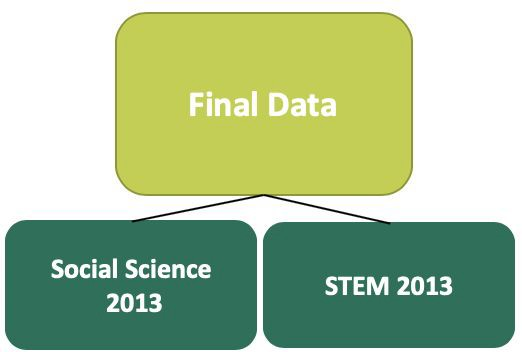 Final Data
Social Science
2013
STEM 2013